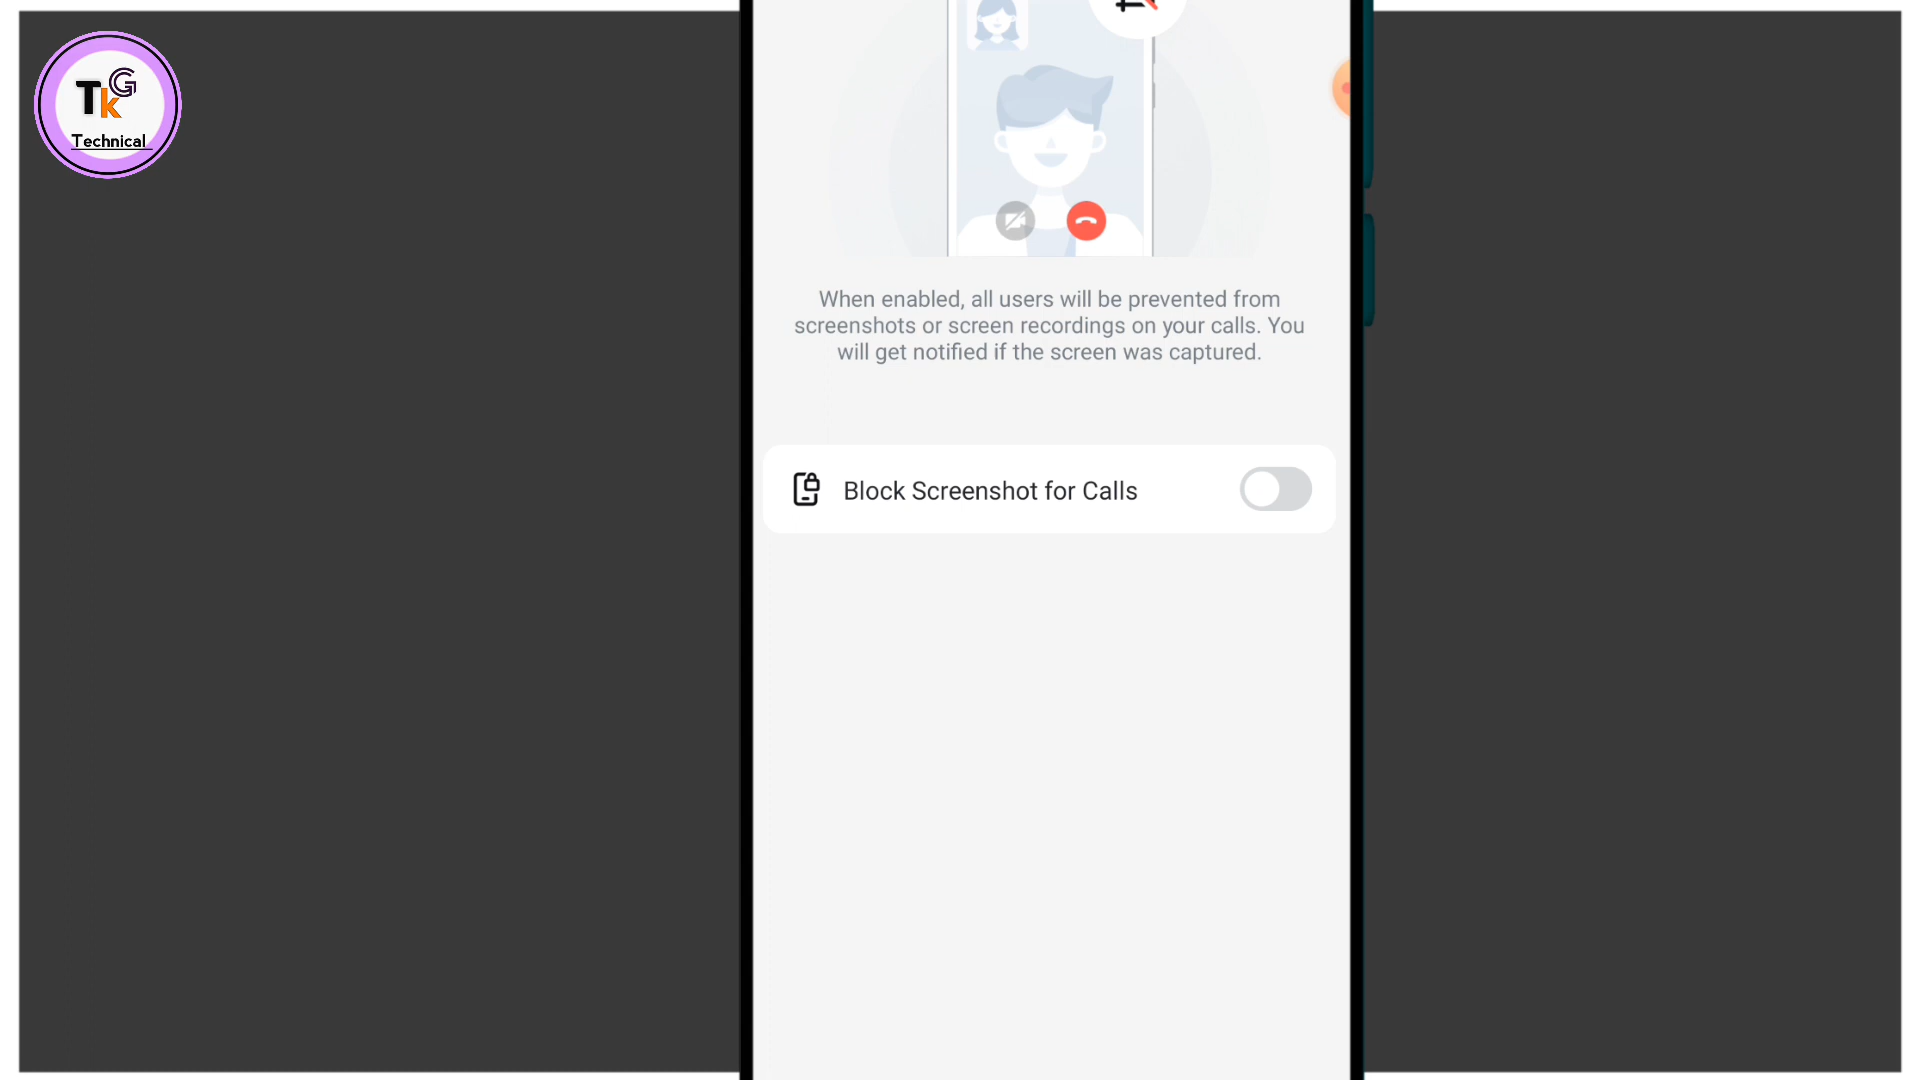 TkG
Technical
When enabled, all users will be prevented from
screenshots or screen recordings on your calls. You
will get notified if the screen was captured.
Block Screenshot for Calls